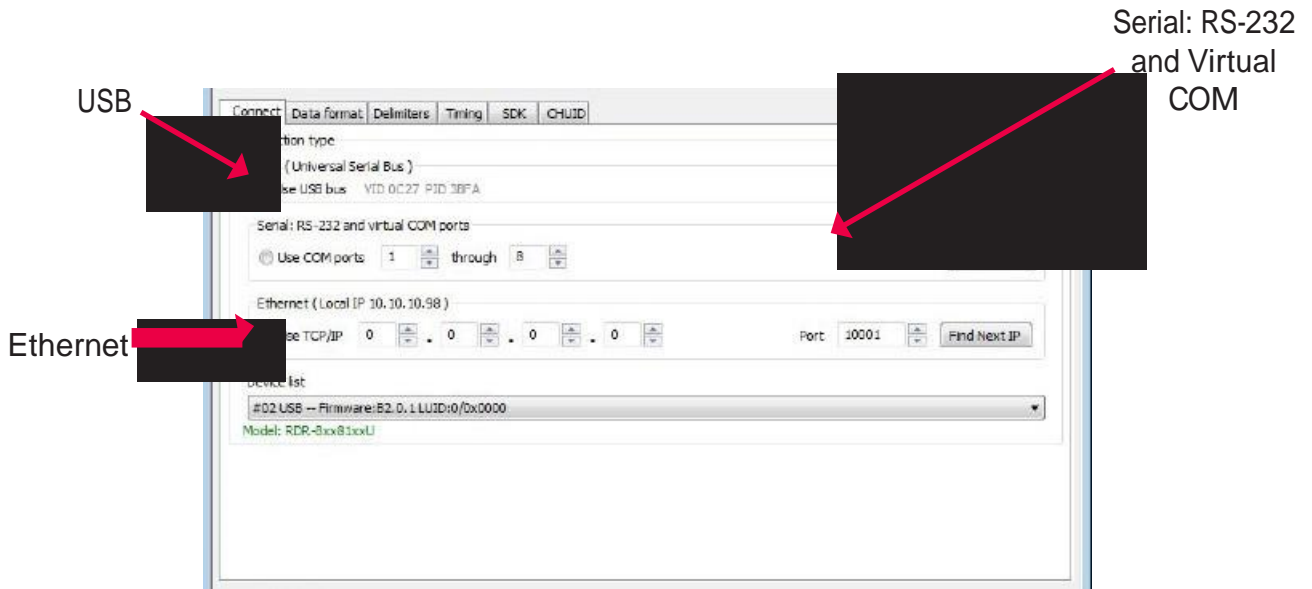 Serial: RS-232
and Virtual
COM
USB
Connect Data format Delimiters Timing SDK CHUID
tion type
( Universal Serial Bus )
se USB bus VID 0C27 PID 3BFA
Serial: RS-232 and virtual COM ports
Use COM ports 1 through 8
Ethernet ( Local IP 10.10.10.98 )
Ethernet
se TCP/IP 0 . 0 . 0 . 0 Port 10001 Find Next IP
Device list
#02 USB -- Firmware:82.0.1 LUID:0/0x0000
Model: RDR-8xx81xxU